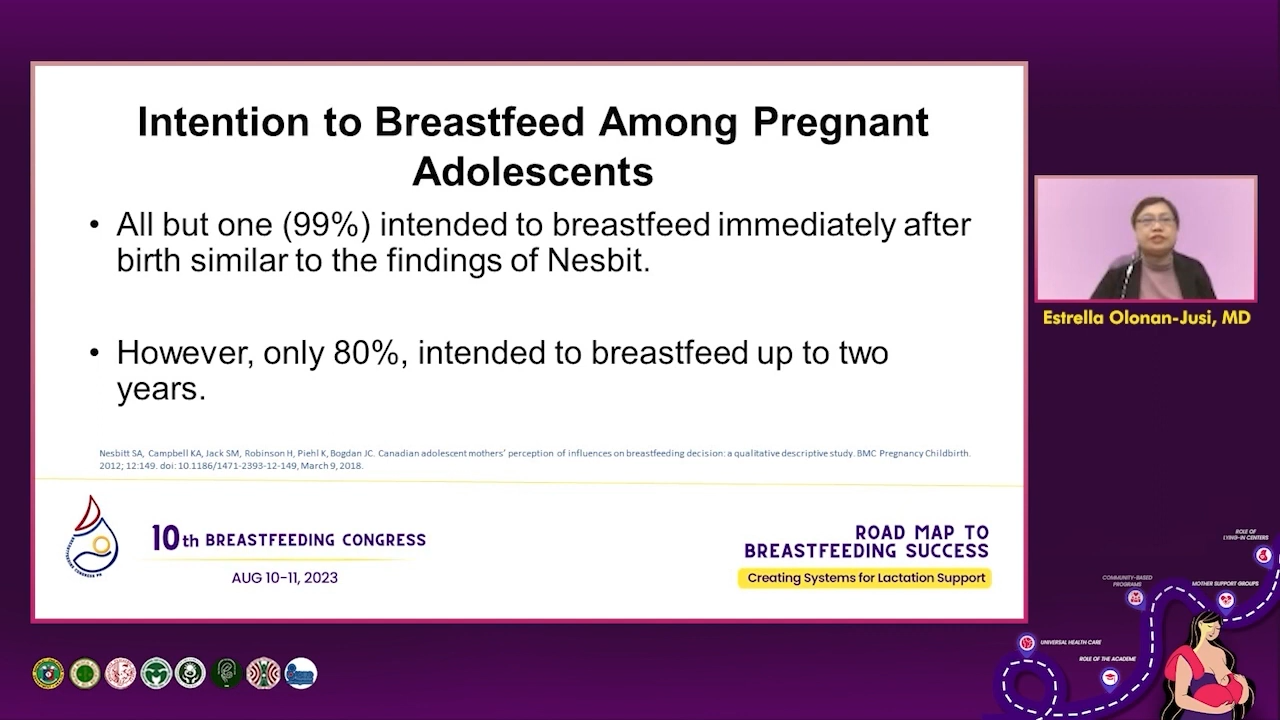 Intention to Breastfeed Among Pregnant
Adolescents
• All but one (99%) intended to breastfeed immediately after
birth similar to the findings of Nesbit.
• However, only 80%, intended to breastfeed up to two
years.
Nesbitt SA, Campbell KA, Jack SM, Robinson H, Piehl K, Bogdan JC. Canadian adolescent mothers' perception of influences on breastfeeding decision: a qualitative descriptive study. BMC Pregnancy Childbirth.
2012; 12:149. doi: 10.1186/1471-2393-12-149, March 9, 2018.
10th BREASTFEEDING CONGRESS
AUG 10-11, 2023
ROAD MAP TO
BREASTFEEDING SUCCESS
Creating Systems for Lactation Support
Estrella Olonan-Jusi, MD
ROLE OF
LYING-IN CENTERS
COMMUNITY-BASED
PROGRAMS
MOTHER SUPPORT GROUPS
UNIVERSAL HEALTH CARE
ROLE OF THE ACADEME